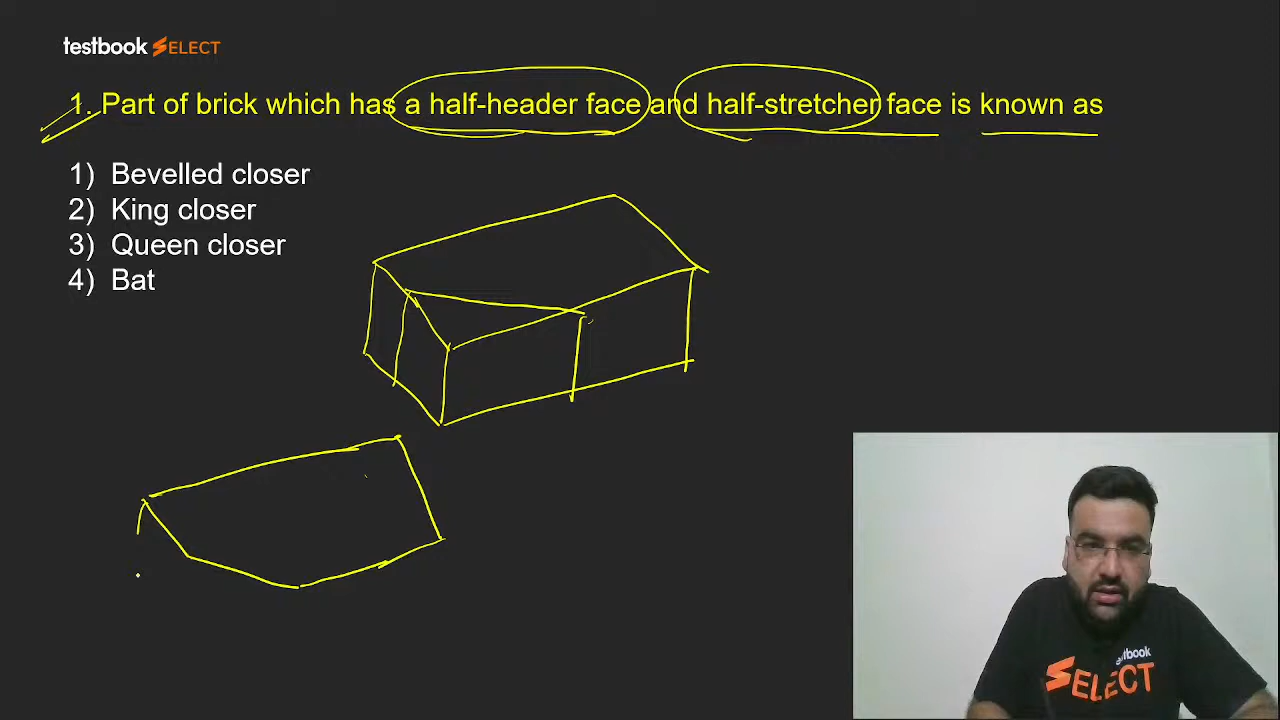 testbook SELECT
1. Part of brick which has a half-header face and half-stretcher face is known as
1) Bevelled closer
2) King closer
3) Queen closer
4) Bat
tbook
SELECT